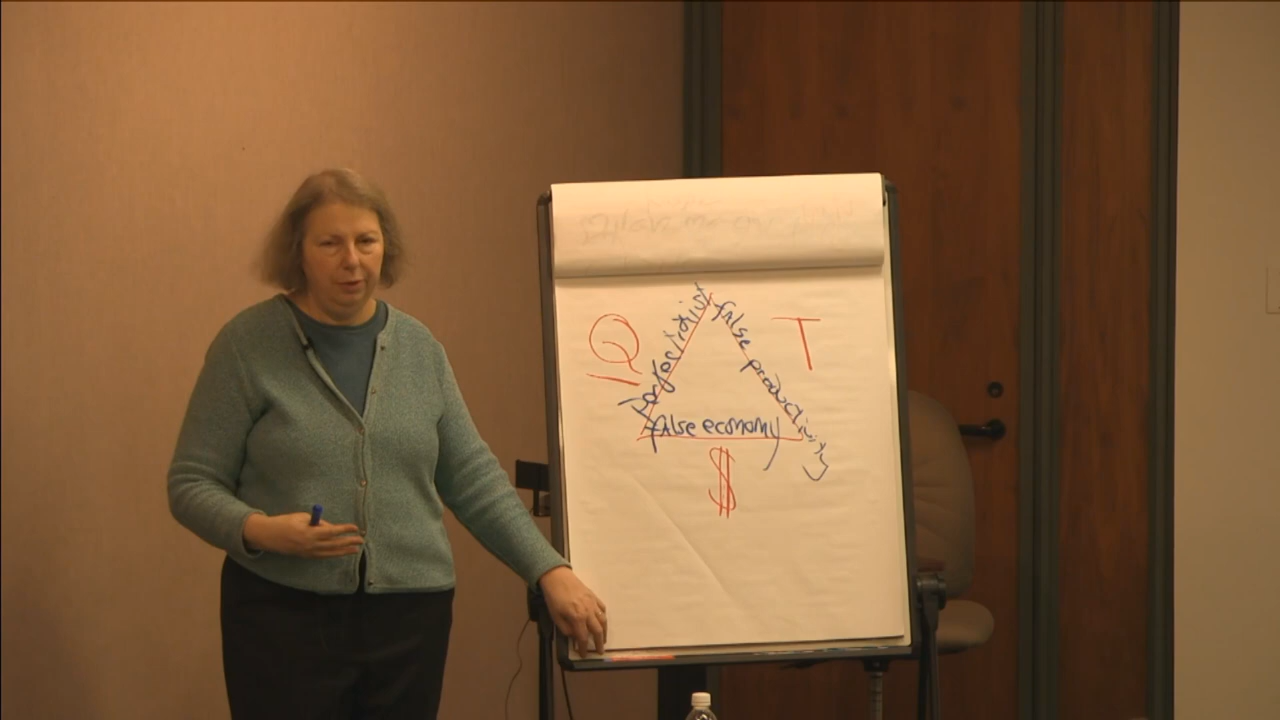 Q
T
perfectionist
false productivity
false economy
$